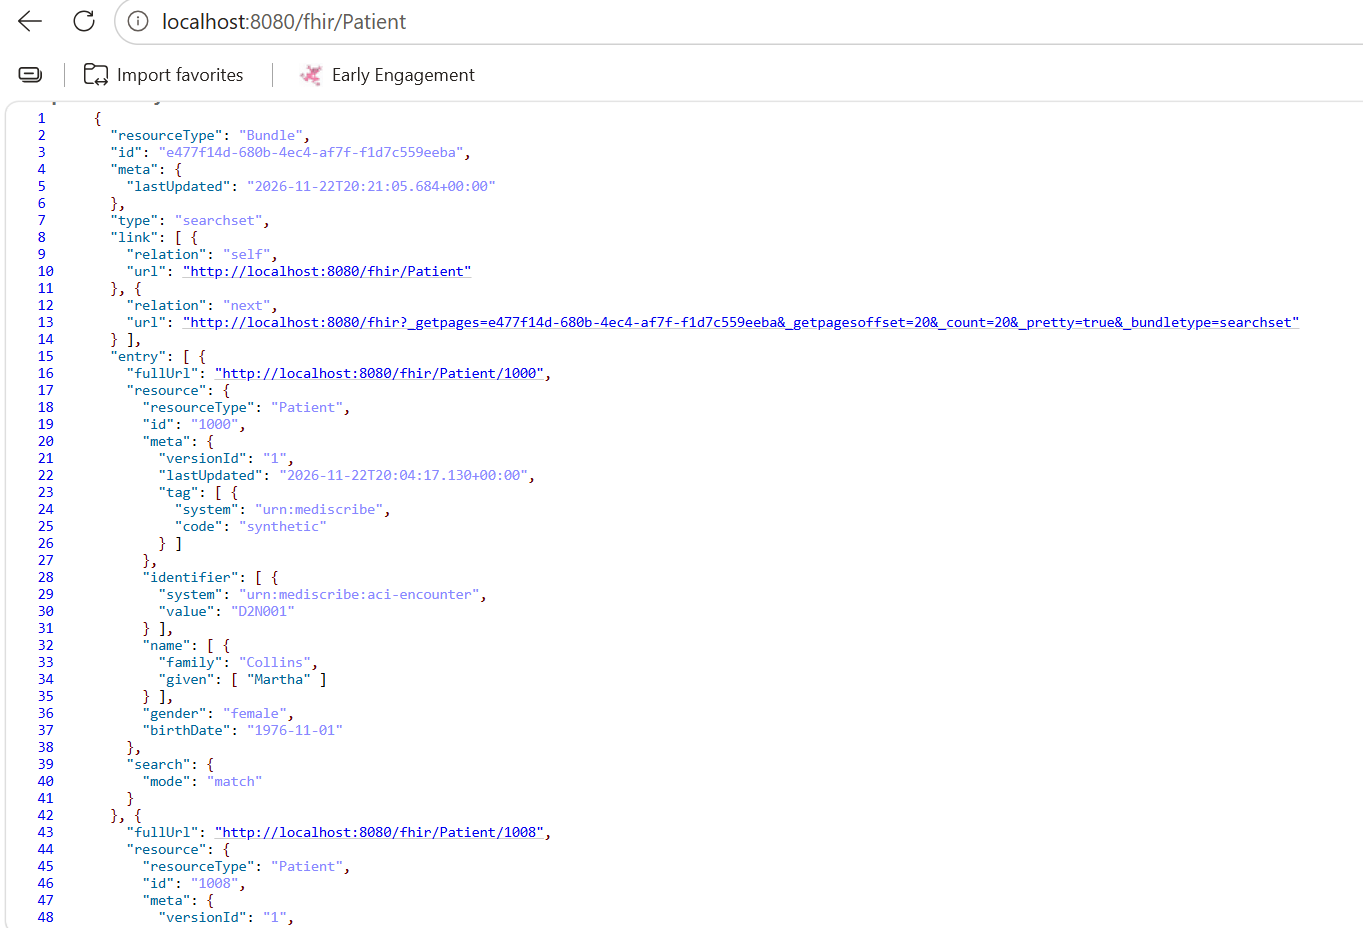 localhost:8080/fhir/Patient
Import favorites Early Engagement
1 {
2 "resourceType": "Bundle",
3 "id": "e477f14d-680b-4ec4-af7f-f1d7c559eeba",
4 "meta": {
5 "lastUpdated": "2026-11-22T20:21:05.684+00:00"
6 },
7 "type": "searchset",
8 "link": [ {
9 "relation": "self",
10 "url": "http://localhost:8080/fhir/Patient"
11 }, {
12 "relation": "next",
13 "url": "http://localhost:8080/fhir?_getpages=e477f14d-680b-4ec4-af7f-f1d7c559eeba&_getpagesoffset=20&_count=20&_pretty=true&_bundletype=searchset"
14 } ],
15 "entry": [ {
16 "fullUrl": "http://localhost:8080/fhir/Patient/1000",
17 "resource": {
18 "resourceType": "Patient",
19 "id": "1000",
20 "meta": {
21 "versionId": "1",
22 "lastUpdated": "2026-11-22T20:04:17.130+00:00",
23 "tag": [ {
24 "system": "urn:mediscribe",
25 "code": "synthetic"
26 } ]
27 },
28 "identifier": [ {
29 "system": "urn:mediscribe:aci-encounter",
30 "value": "D2N001"
31 } ],
32 "name": [ {
33 "family": "Collins",
34 "given": [ "Martha" ]
35 } ],
36 "gender": "female",
37 "birthDate": "1976-11-01"
38 },
39 "search": {
40 "mode": "match"
41 }
42 }, {
43 "fullUrl": "http://localhost:8080/fhir/Patient/1008",
44 "resource": {
45 "resourceType": "Patient",
46 "id": "1008",
47 "meta": {
48 "versionId": "1",